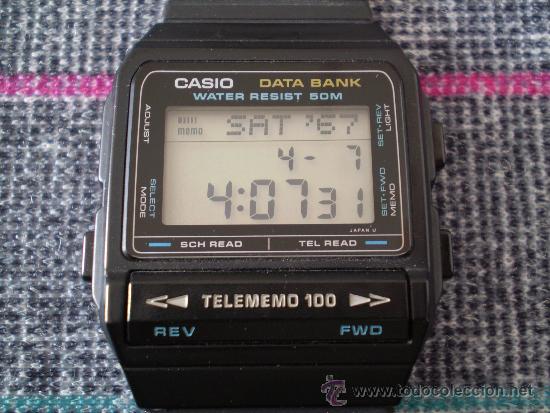 CASIO DATA BANK
WATER RESIST 50M
ADJUST
SELECT
MODE
SET-REV
LIGHT
SET-FWD
MEMO
MEMO
SAT '67
4-7
4:07 31
JAPAN U
SCH READ
TEL READ
TELEMEMO 100
REV
FWD
© www.todocoleccion.net